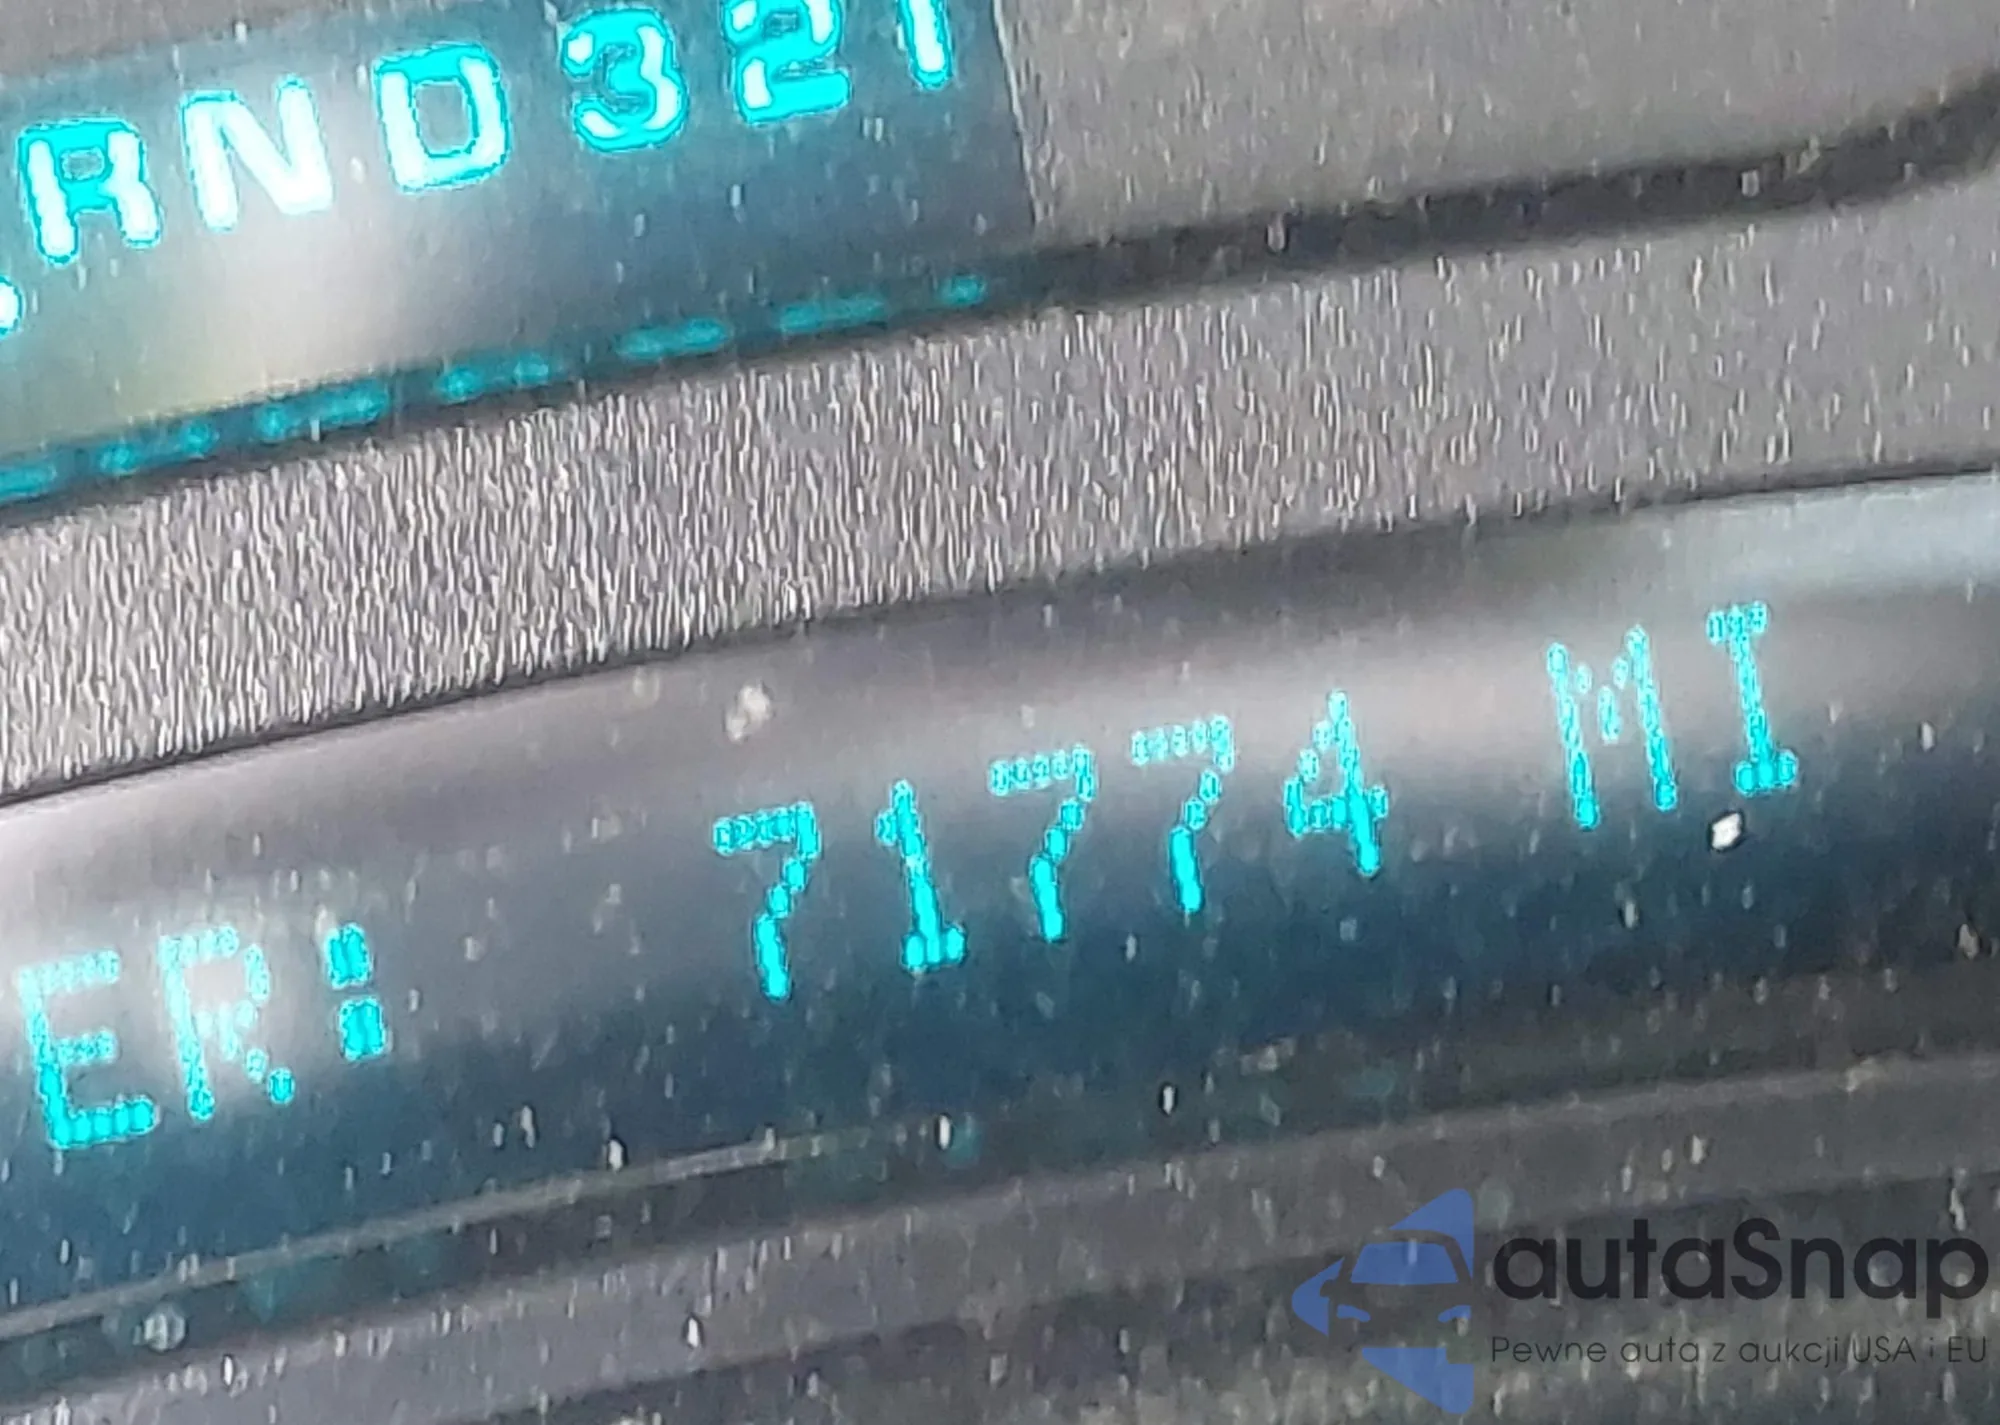 RND321
ER: 71774 MI
autaSnap
Pewne auta z aukcji USA i EU